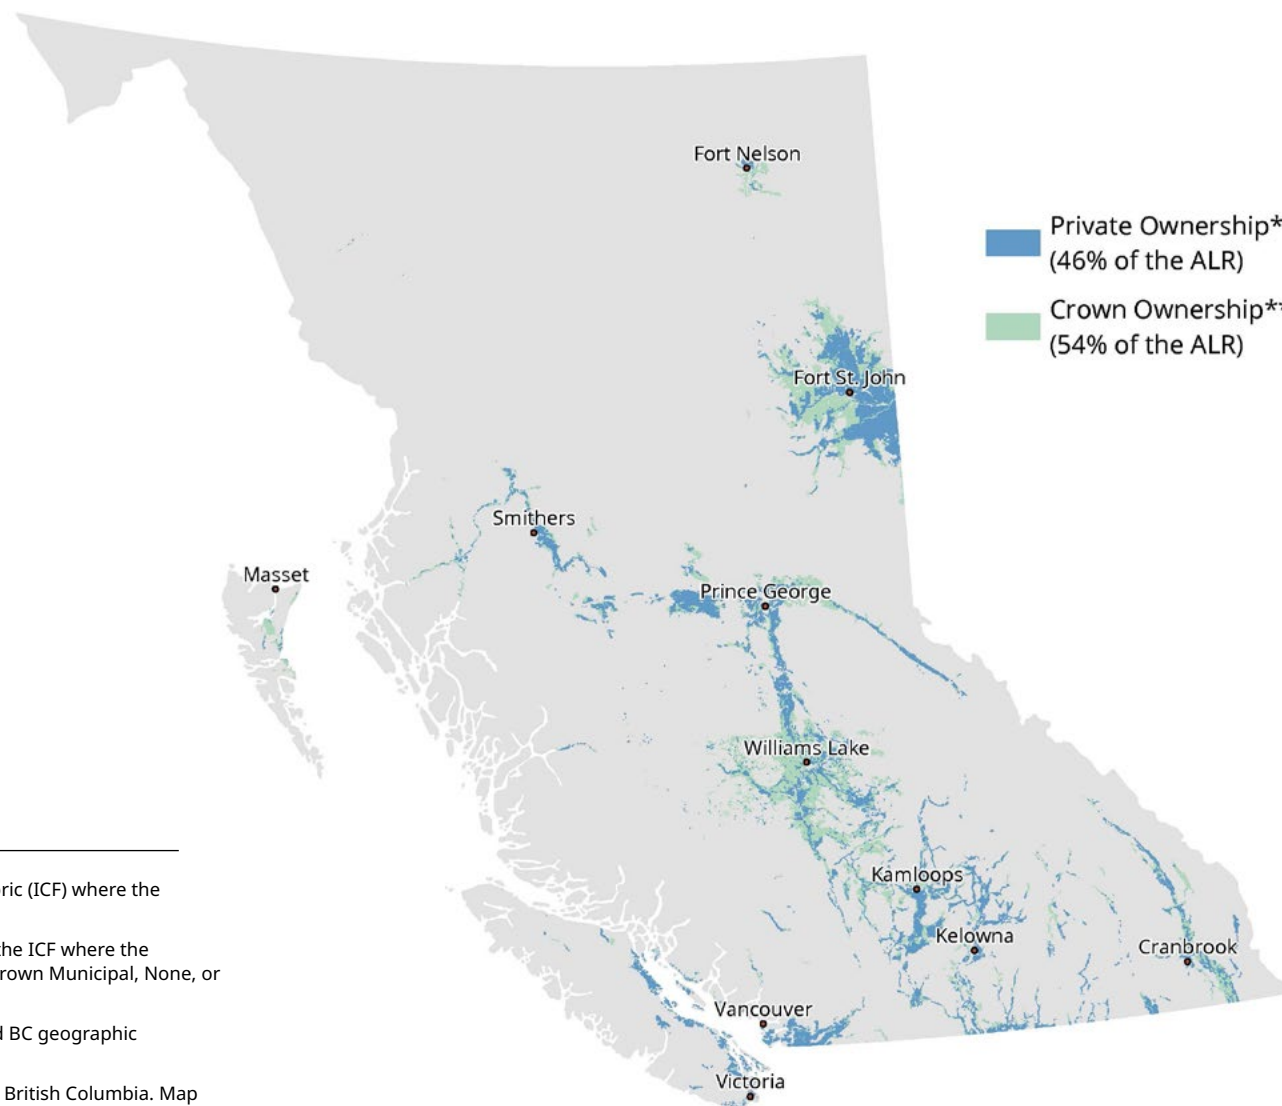 Fort Nelson
Private Ownership*
(46% of the ALR)
Crown Ownership**
(54% of the ALR)
Fort St. John
Smithers
Masset
Prince George
Williams Lake
Kamloops
Kelowna
Cranbrook
Vancouver
Victoria
(ICF) where the
the ICF where the
Crown Municipal, None, or
BC geographic
British Columbia. Map